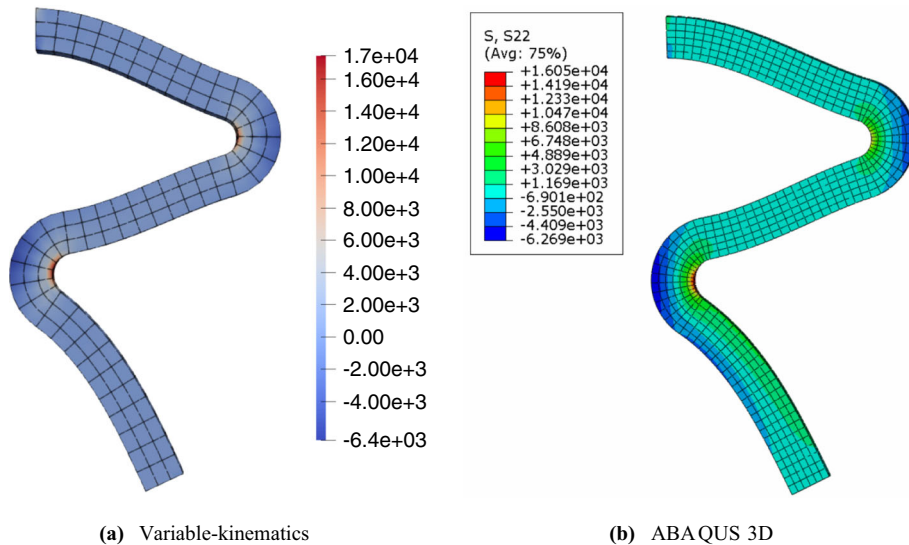 1.7e+04
1.60e+4
1.40e+4
1.20e+4
1.00e+4
8.00e+3
6.00e+3
4.00e+3
2.00e+3
0.00
-2.00e+3
-4.00e+3
-6.4e+03
S, S22
(Avg: 75%)
+1.605e+04
+1.419e+04
+1.233e+04
+1.047e+04
+8.608e+03
+6.748e+03
+4.889e+03
+3.029e+03
+1.169e+03
-6.901e+02
-2.550e+03
-4.409e+03
-6.269e+03
(a) Variable-kinematics
(b) ABAQUS 3D